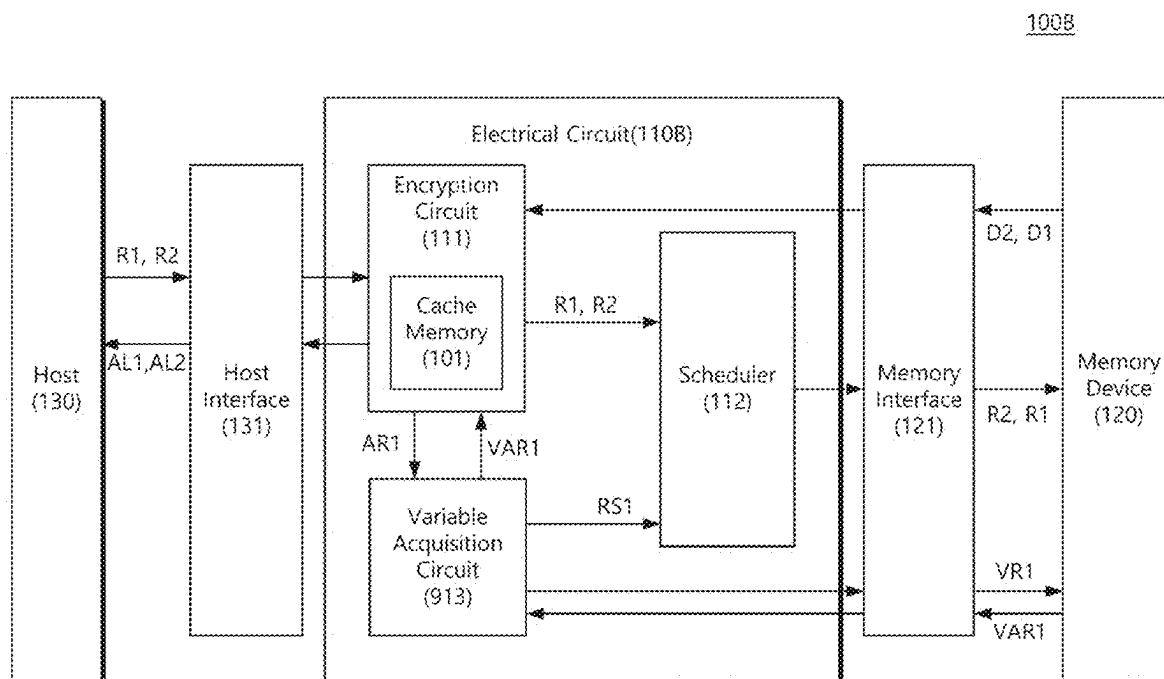 100B
Electrical Circuit(110B)
Encryption
Circuit
(111)
D2, D1
R1, R2
Cache
Memory
(101)
R1, R2
AL1,AL2
Host
(130)
Host
Interface
(131)
Scheduler
(112)
Memory
Interface
(121)
R2, R1
Memory
Device
(120)
AR1
VAR1
Variable
Acquisition
Circuit
(913)
RS1
VR1
VAR1